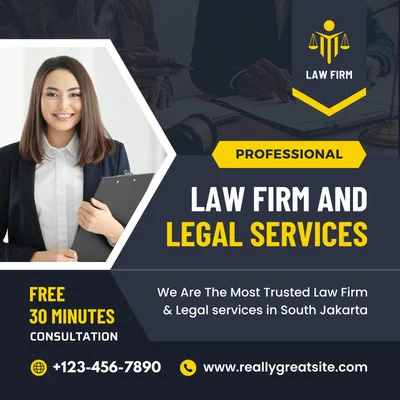 LAW FIRM
PROFESSIONAL
LAW FIRM AND
LEGAL SERVICES
FREE
30 MINUTES
CONSULTATION
We Are The Most Trusted Law Firm
& Legal services in South Jakarta
+123-456-7890
www.reallygreatsite.com